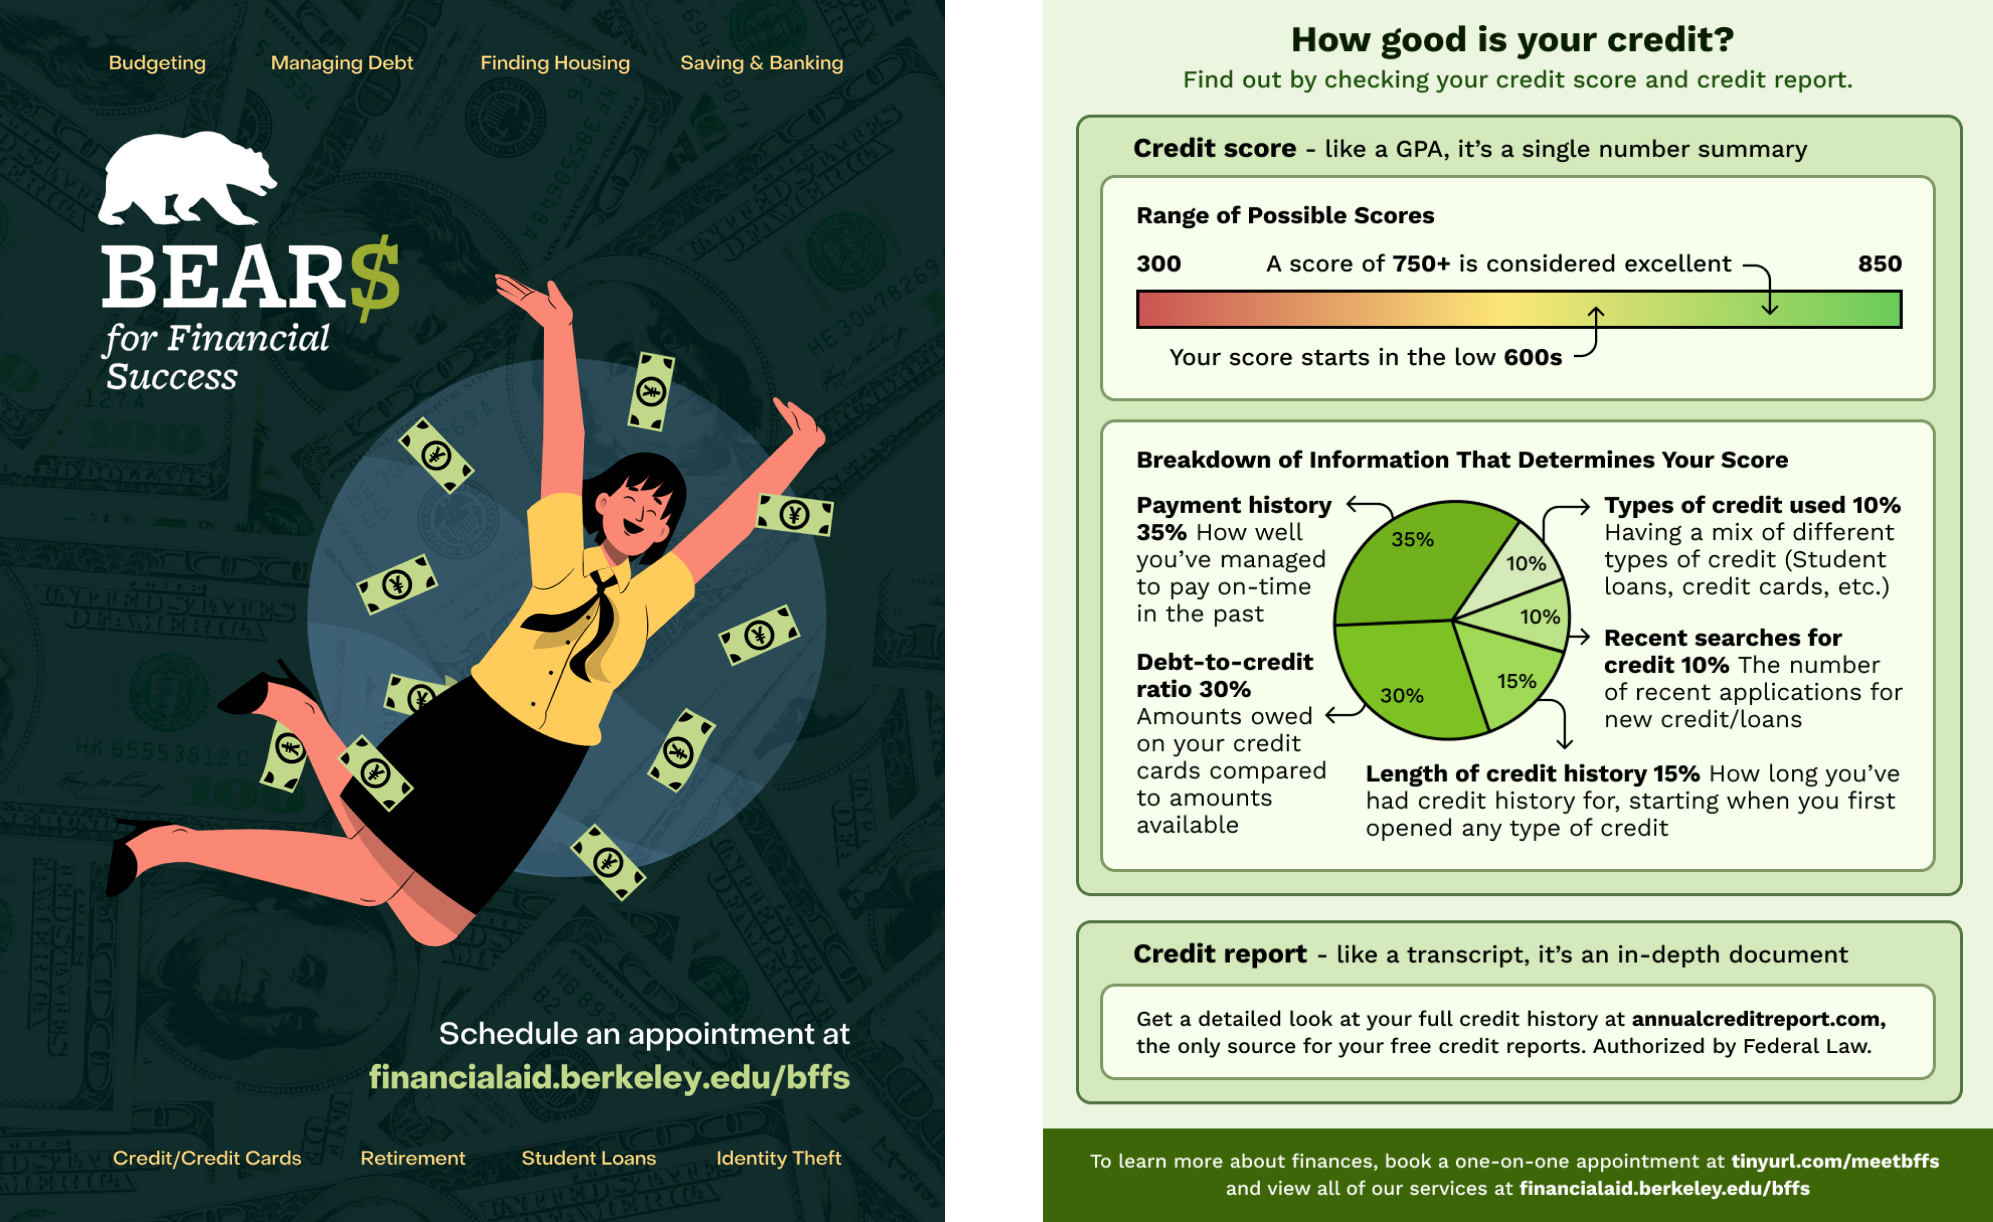 Budgeting Managing Debt Finding Housing Saving & Banking
BEAR$
for Financial
Success
Schedule an appointment at
financialaid.berkeley.edu/bffs
Credit/Credit Cards Retirement Student Loans Identity Theft
How good is your credit?
Find out by checking your credit score and credit report.
Credit score - like a GPA, it's a single number summary
Range of Possible Scores
300 A score of 750+ is considered excellent 850
Your score starts in the low 600s
Breakdown of Information That Determines Your Score
Payment history
35% How well
you've managed
to pay on-time
in the past
Debt-to-credit
ratio 30%
Amounts owed
on your credit
cards compared
to amounts
available
35%
10%
10%
15%
30%
Types of credit used 10%
Having a mix of different
types of credit (Student
loans, credit cards, etc.)
Recent searches for
credit 10% The number
of recent applications for
new credit/loans
Length of credit history 15% How long you've
had credit history for, starting when you first
opened any type of credit
Credit report - like a transcript, it's an in-depth document
Get a detailed look at your full credit history at annualcreditreport.com,
the only source for your free credit reports. Authorized by Federal Law.
To learn more about finances, book a one-on-one appointment at tinyurl.com/meetbffs
and view all of our services at financialaid.berkeley.edu/bffs